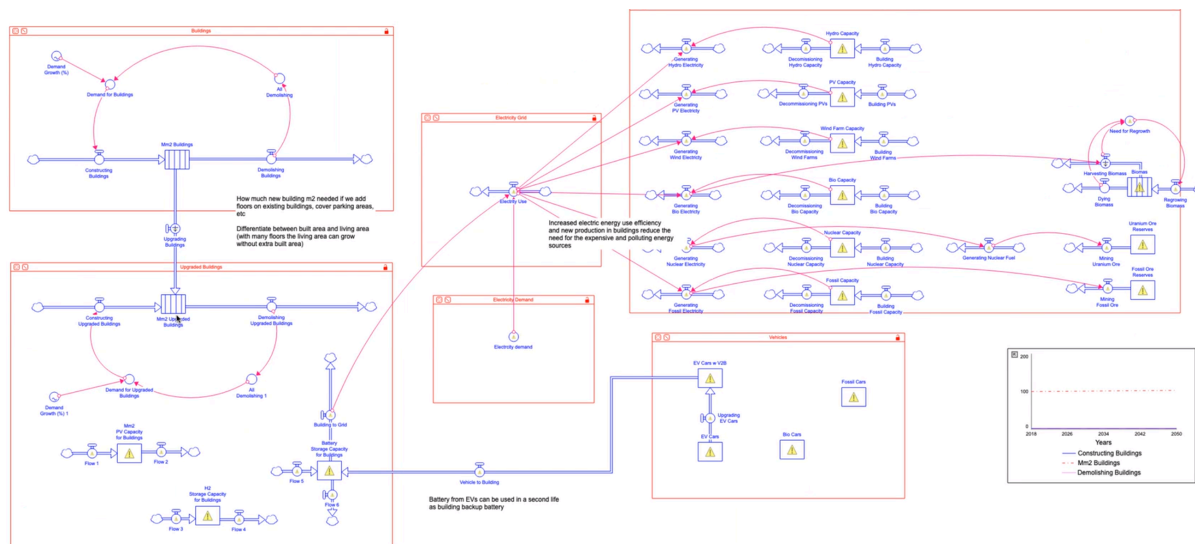 Buildings
Demand
Growth (%)
Demand for Buildings
All
Demolishing
Mm2 Buildings
Constructing
Buildings
Demolishing
Buildings
How much new building m2 needed if we add
floors on existing buildings, cover parking areas,
etc
Differentiate between built area and living area
(with many floors the living area can grow
without extra built area)
Upgrading
Buildings
Upgraded Buildings
Constructing
Upgraded Buildings
Mm2 Upgraded
Buildings
Demolishing
Upgraded Buildings
Demand for Upgraded
Buildings
All
Demolishing 1
Demand
Growth (%) 1
Mm2
PV Capacity
for Buildings
Flow 1
Flow 2
H2
Storage Capacity
for Buildings
Flow 3
Flow 4
Building to Grid
Battery
Storage Capacity
for Buildings
Flow 5
Flow 6
Electricity Grid
Electriity Use
Increased electric energy use efficiency
and new production in buildings reduce the
need for the expensive and polluting energy
sources
Electricity Demand
Electricity demand
Vehicle to Building
Battery from EVs can be used in a second life
as building backup battery
Hydro Capacity
Generating
Hydro Electricity
Decomissioning
Hydro Capacity
Building
Hydro Capacity
PV Capacity
Generating
PV Electricity
Decommissioning PVs
Building PVs
Wind Farm Capacity
Generating
Wind Electricity
Decommissioning
Wind Farms
Building
Wind Farms
Bio Capacity
Generating
Bio Electricity
Decomissioning
Bio Capacity
Building
Bio Capacity
Nuclear Capacity
Generating
Nuclear Electricity
Decomissioning
Nuclear Capacity
Building
Nuclear Capacity
Generating Nuclear Fuel
Mining
Uranium Ore
Uranium Ore
Reserves
Fossil Capacity
Generating
Fossil Electricity
Decomissioning
Fossil Capacity
Building
Fossil Capacity
Mining
Fossil Ore
Fossil Ore
Reserves
Need for Regrowth
Harvesting Biomass
Biomass
Dying
Biomass
Regrowing
Biomass
Vehicles
EV Cars w V2B
Upgrading
EV Cars
EV Cars
Fossil Cars
Bio Cars
200
100
0
2018 2026 2034 2042 2050
Years
Constructing Buildings
Mm2 Buildings
Demolishing Buildings